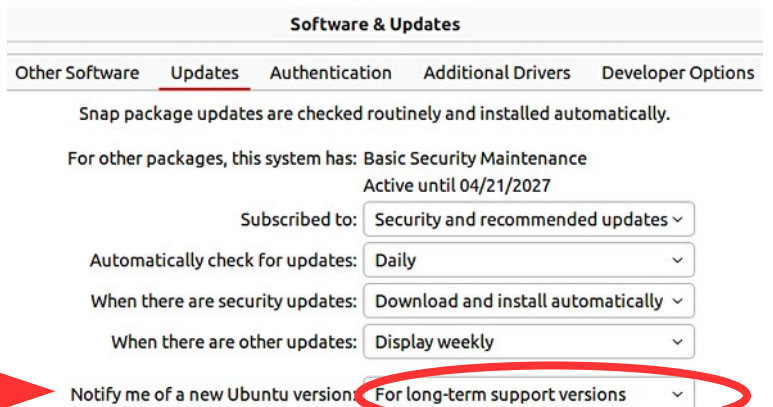 Software & Updates
Other Software Updates Authentication Additional Drivers Developer Options
Snap package updates are checked routinely and installed automatically.
For other packages, this system has: Basic Security Maintenance
Active until 04/21/2027
Subscribed to: Security and recommended updates
Automatically check for updates: Daily
When there are security updates: Download and install automatically
When there are other updates: Display weekly
Notify me of a new Ubuntu version: For long-term support versions